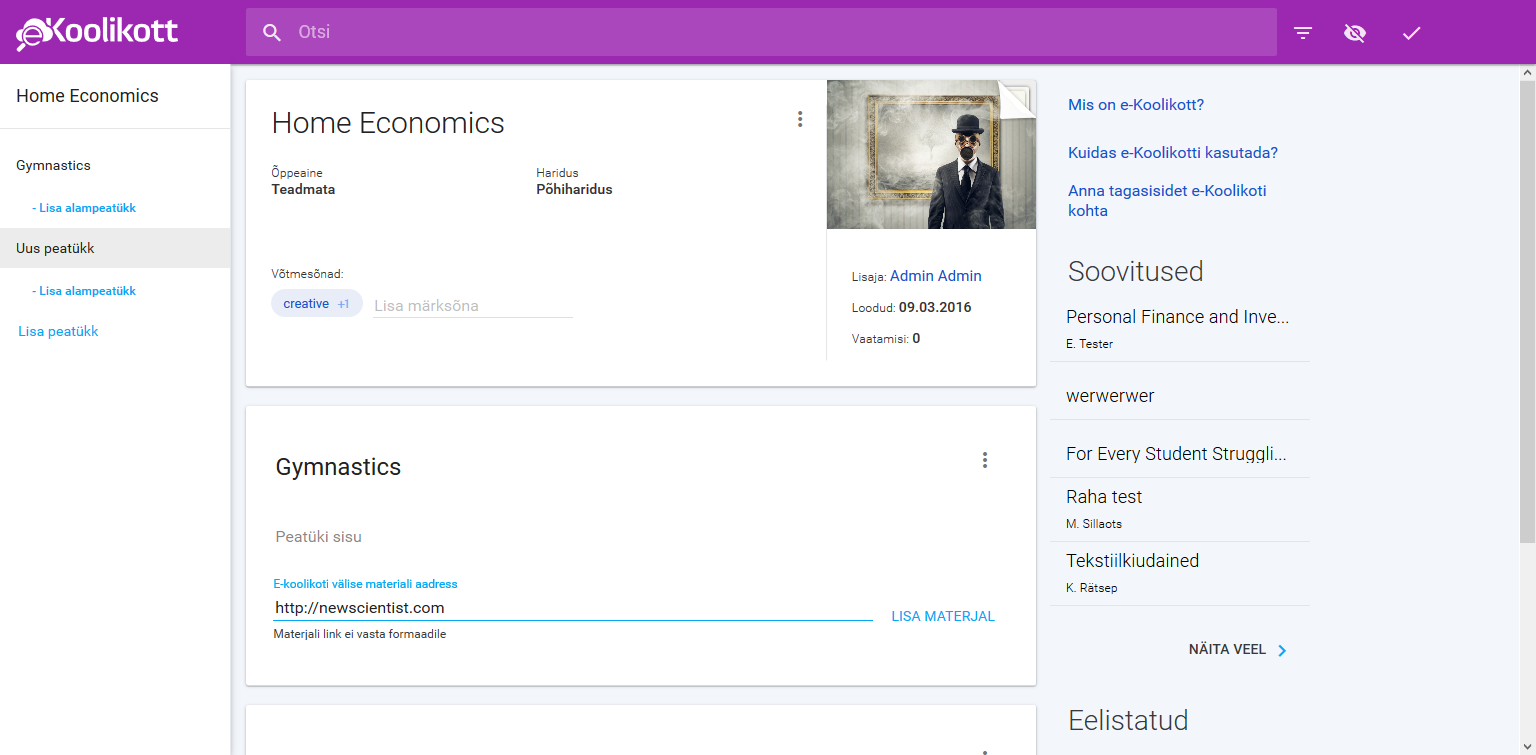 eKoolikott
Otsi
Home Economics
Gymnastics
- Lisa alampeatükk
Uus peatükk
- Lisa alampeatükk
Lisa peatükk
Home Economics
Õppeaine
Teadmata
Haridus
Põhiharidus
Võtmesõnad:
creative +1
Lisa märksõna
Lisaja: Admin Admin
Loodud: 09.03.2016
Vaatamisi: 0
Gymnastics
Peatüki sisu
E-koolikoti välise materiali aadress
http://newscientist.com
LISA MATERJAL
Materjali link ei vasta formaadile
Mis on e-Koolikott?
Kuidas e-Koolikotti kasutada?
Anna tagasisidet e-Koolikoti
kohta
Soovitused
Personal Finance and Inve...
E. Tester
werwerwer
For Every Student Struggli...
Raha test
M. Sillaots
Tekstiilkiudained
K. Rätsep
NÄITA VEEL
Eelistatud